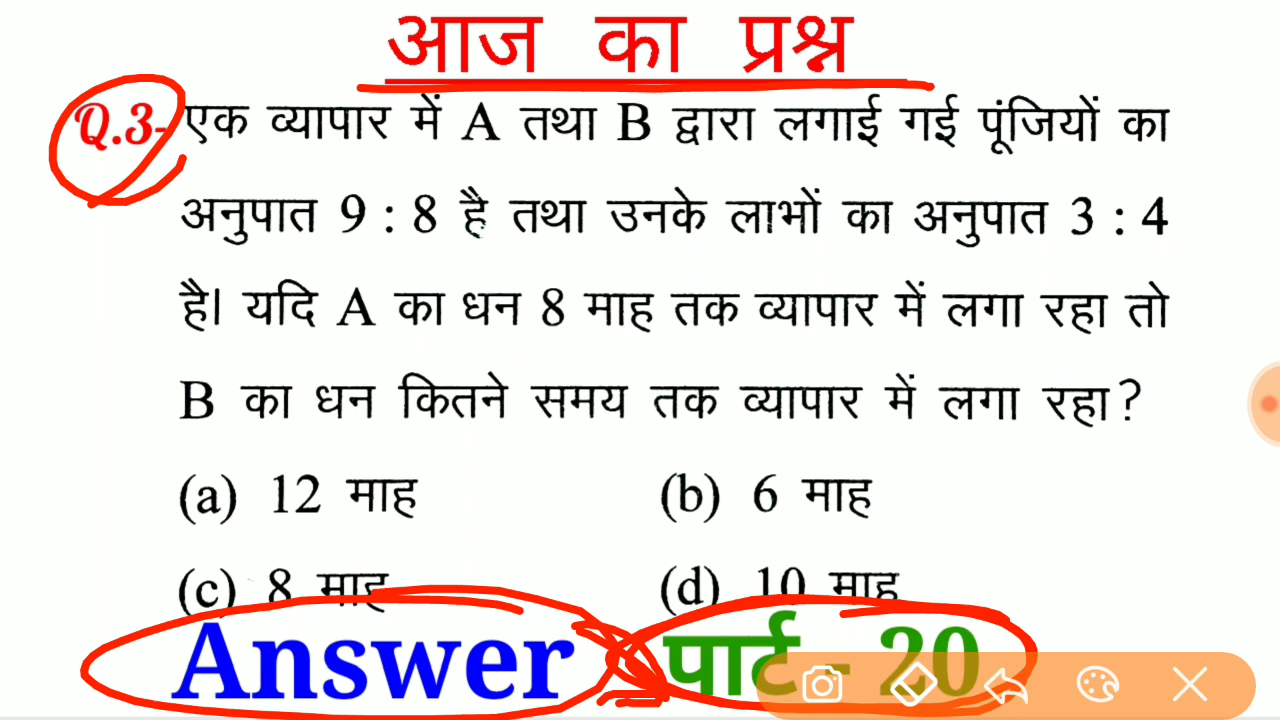 आज का प्रश्न
Q.3- एक व्यापार में A तथा B द्वारा लगाई गई पूंजियों का
अनुपात 9 : 8 है तथा उनके लाभों का अनुपात 3 : 4
है। यदि A का धन 8 माह तक व्यापार में लगा रहा तो
B का धन कितने समय तक व्यापार में लगा रहा?
(a) 12 माह (b) 6 माह
(c) 8 माह (d) 10 माह
Answer पार्ट - 20